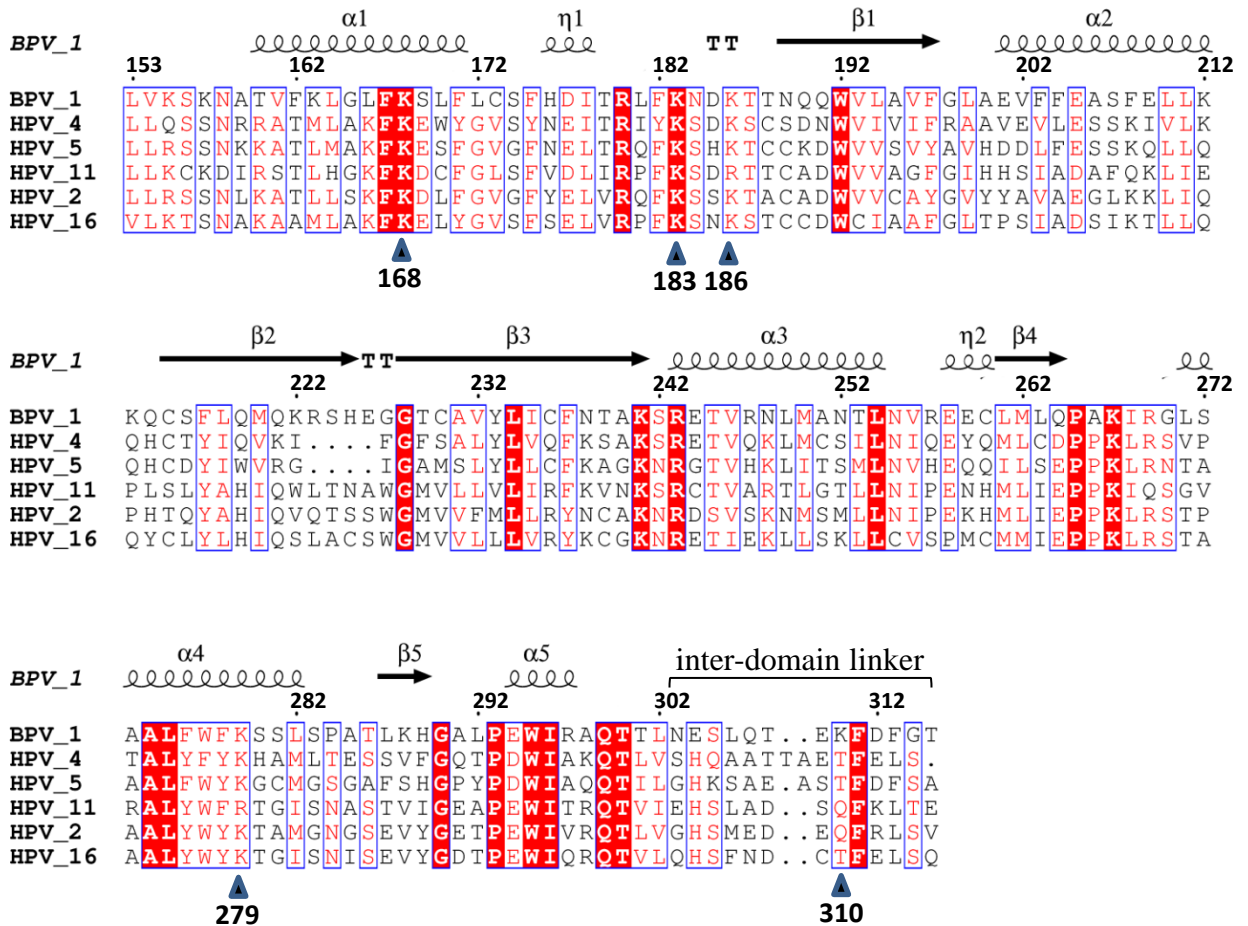 α1 η1 β1 α2
BPV_1 TT
153 162 172 182 192 202 212
BPV_1 LVKSKNATVFKLGLFKSLFLCSFHDITRLFKNDKTTNQQWVLAVFGLAEVFFEASFELLK
HPV_4 LLQSSNRRATMLAKFKEWYGVSYNEITRIYKSDKSCSDNWVIVIFRAAVEVLESSKIVLK
HPV_5 LLRSSNKKATLMAKFKESFGVGFNELTRQFKSHKTCCKDWVVSVYAVHDDLFESSKQLLQ
HPV_11 LLKCKDIRSTLHGKFKDCFGLSFVDLIRPFKSDRTTCADWVVAGFGIHHSIADAFQKLIE
HPV_2 LLRSSNLKATLLSKFKDVFGVGFYELVRQFKSDKTACADWVVCAYGVYYAVAEGLKKLIQ
HPV_16 VLKTSNAKAAMLAKFKELYGVSFSELVRPFKSNKSTCCDWCIAAFGLTPSIADSIKTLLQ
168 183 186
β2 β3 α3 η2 β4
BPV_1 TT
222 232 242 252 262 272
BPV_1 KQCSFLQMQKRSHEGGTCAVYLICFNTAKSRETVRNLMANTLNVREECLMLQPAKIRGLS
HPV_4 QHCTYIQVKI....FGFSALYLVQFKSAKSRETVQKLMCSILNIQEYQMLCDPPKLRSVP
HPV_5 QHCDYIWVRG....IGAMSLYLLCFKAGKNRGTVHKLITSMLNVHEQQILSEPPKLRNTA
HPV_11 PLSLYAHIQWLTNAWGMVLLVLIRFKVNKSRCTVARTLGTLLNIPENHMLIEPPKIQSGV
HPV_2 PHTQYAHIQVQTSSWGMVVFMLLRYNCAKNRDSVSKNMSMLLNIPEKHMLIEPPKLRSTP
HPV_16 QYCLYLHIQSLACSWGMVVLLLVRYKCGKNRETIEKLLSKLLCVSPMCMMIEPPKLRSTA
α4 β5 α5 inter-domain linker
BPV_1
282 292 302 312
BPV_1 AALFWFKSSLSPATLKHGALPEWIRAQTTLNESLQT..EKFDFGT
HPV_4 TALYFYKHAMLTESSVFGQTPDWIAKQTLVSHQAATTAETFELS.
HPV_5 AALFWYKGCMGSGAFSHGPYPDWIAQQTILGHKSAE.ASTFDFSA
HPV_11 RALYWFRTGISNASTVIGEAPEWITRQTVIEHSLAD..SQFKLTE
HPV_2 AALYWYKTAMGNGSEVYGETPEWIVRQTLVGHSMED..EQFRLSV
HPV_16 AALYWYKTGISNISEVYGDTPEWIQRQTVLQHSFND..CTFELSQ
279 310